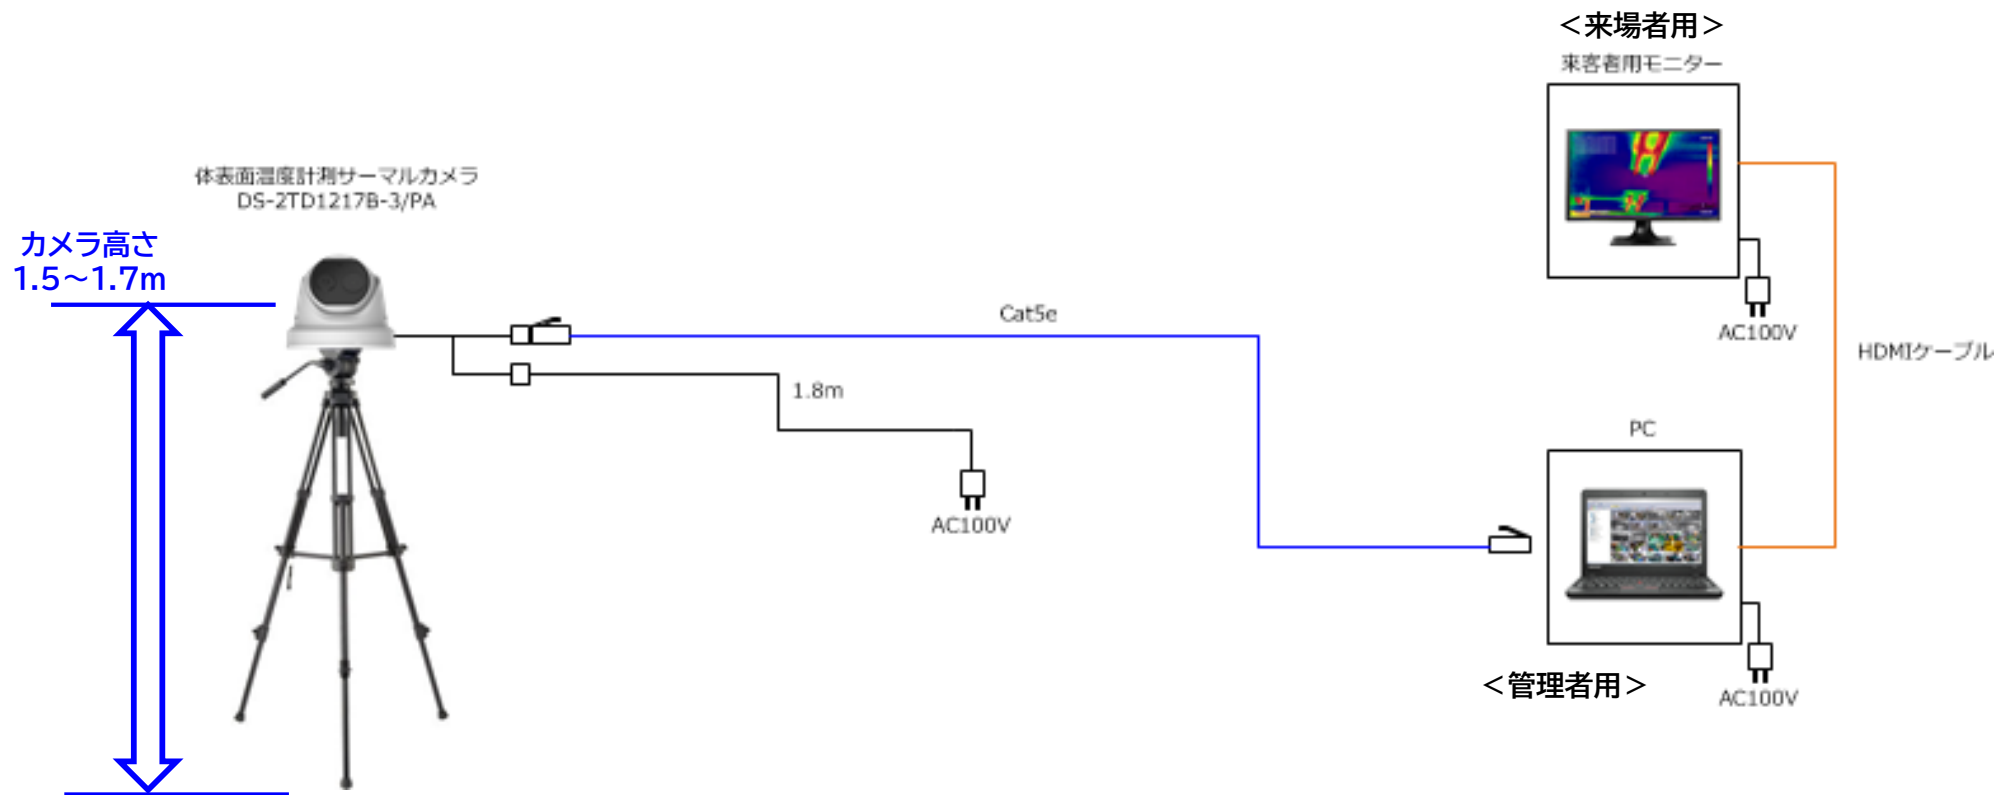 ＜来場者用＞
来客者用モニター
体表面温度計測サーマルカメラ
DS-2TD1217B-3/PA
カメラ高さ
1.5～1.7m
Cat5e
1.8m
AC100V
AC100V
HDMIケーブル
PC
＜管理者用＞
AC100V